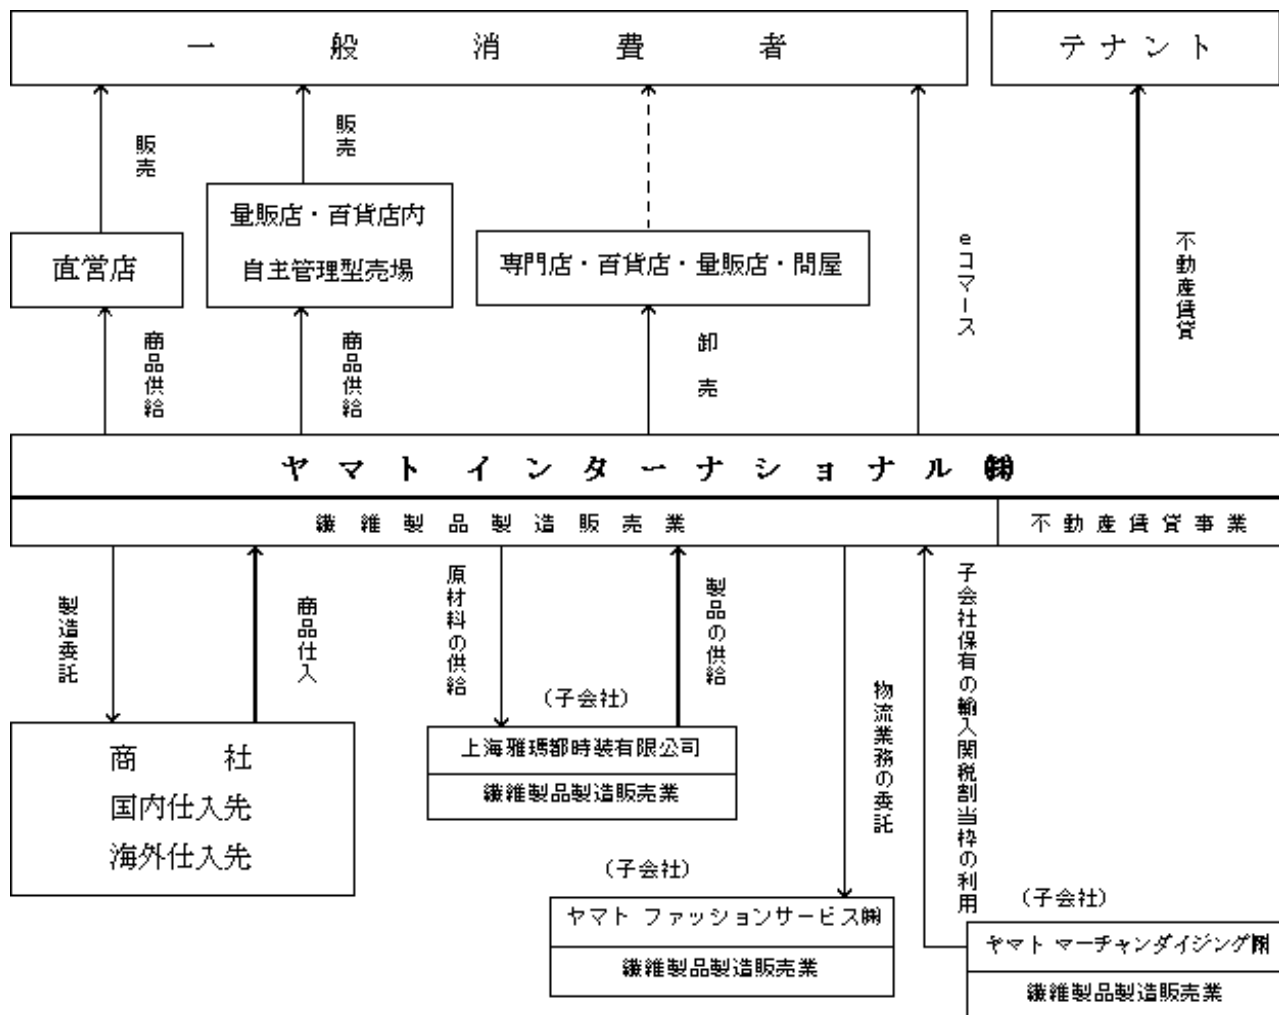 一般消費者
テナント
販売
販売
量販店・百貨店内
自主管理型売場
直営店
専門店・百貨店・量販店・問屋
eコマース
不動産賃貸
商品供給
商品供給
卸売
ヤマトインターナショナル㈱
繊維製品製造販売業
不動産賃貸事業
製造委託
商品仕入
原材料の供給
製品の供給
物流業務の委託
子会社保有の輸入関税割当枠の利用
商社
国内仕入先
海外仕入先
（子会社）
上海雅瑪都時装有限公司
繊維製品製造販売業
（子会社）
ヤマト ファッションサービス㈱
繊維製品製造販売業
（子会社）
ヤマト マーチャンダイジング㈲
繊維製品製造販売業